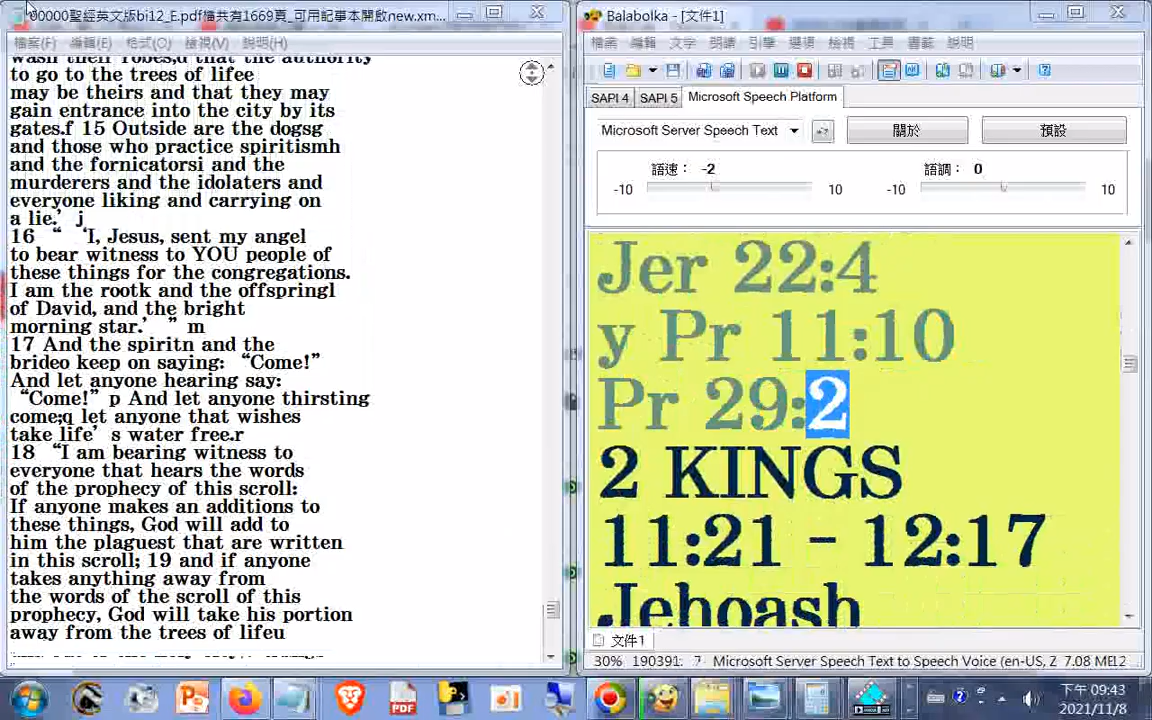 00000聖經英文版bi12_E.pdf檔共有1669頁_可用記事本開啟new.xm...
檔案(F) 編輯(E) 格式(O) 檢視(V) 說明(H)
wash their robes,d that the authority
to go to the trees of lifee
may be theirs and that they may
gain entrance into the city by its
gates.f 15 Outside are the dogsg
and those who practice spiritismh
and the fornicatorsi and the
murderers and the idolaters and
everyone liking and carrying on
a lie.’ j
16 “ ‘I, Jesus, sent my angel
to bear witness to YOU people of
these things for the congregations.
I am the rootk and the offspringl
of David, and the bright
morning star.’ ” m
17 And the spiritn and the
brideo keep on saying: “Come!”
And let anyone hearing say:
“Come!” p And let anyone thirsting
come;q let anyone that wishes
take life’s water free.r
18 “I am bearing witness to
everyone that hears the words
of the prophecy of this scroll:
If anyone makes an additions to
these things, God will add to
him the plaguest that are written
in this scroll; 19 and if anyone
takes anything away from
the words of the scroll of this
prophecy, God will take his portion
away from the trees of lifeu
Balabolka - [文件1]
檔案 編輯 文字 朗讀 引擎 選項 檢視 工具 書籤 說明
SAPI 4 SAPI 5 Microsoft Speech Platform
Microsoft Server Speech Text 關於 預設
語速： -2 語調： 0
-10 10 -10 10
Jer 22:4
y Pr 11:10
Pr 29:2
2 KINGS
11:21 - 12:17
Jehoash
文件1
30% 190391. 7 Microsoft Server Speech Text to Speech Voice (en-US, Z 7.08 ME12
PDF
下午 09:43
2021/11/8